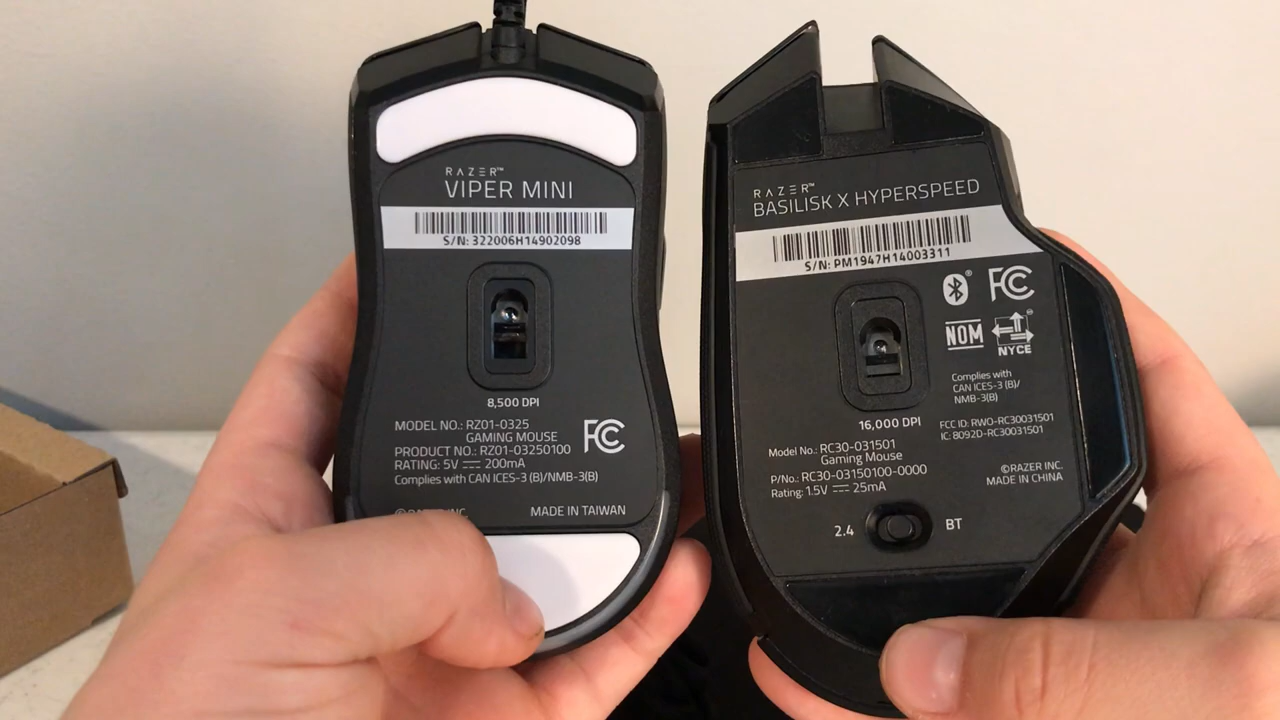 RAZER™
VIPER MINI
S/N: 322006H14902098
8,500 DPI
MODEL NO.: RZ01-0325
GAMING MOUSE
PRODUCT NO.: RZ01-03250100
RATING: 5V ⎓ 200mA
Complies with CAN ICES-3 (B)/NMB-3(B)
FC
©RAZER INC.
MADE IN TAIWAN
RAZER™
BASILISK X HYPERSPEED
S/N: PM1947H14003311
FC
NOM
NYCE
Complies with
CAN ICES-3 (B)/
NMB-3(B)
16,000 DPI
FCC ID: RWO-RC30031501
IC: 8092D-RC30031501
Model No.: RC30-031501
Gaming Mouse
P/No.: RC30-03150100-0000
Rating: 1.5V ⎓ 25mA
©RAZER INC.
MADE IN CHINA
2.4
BT